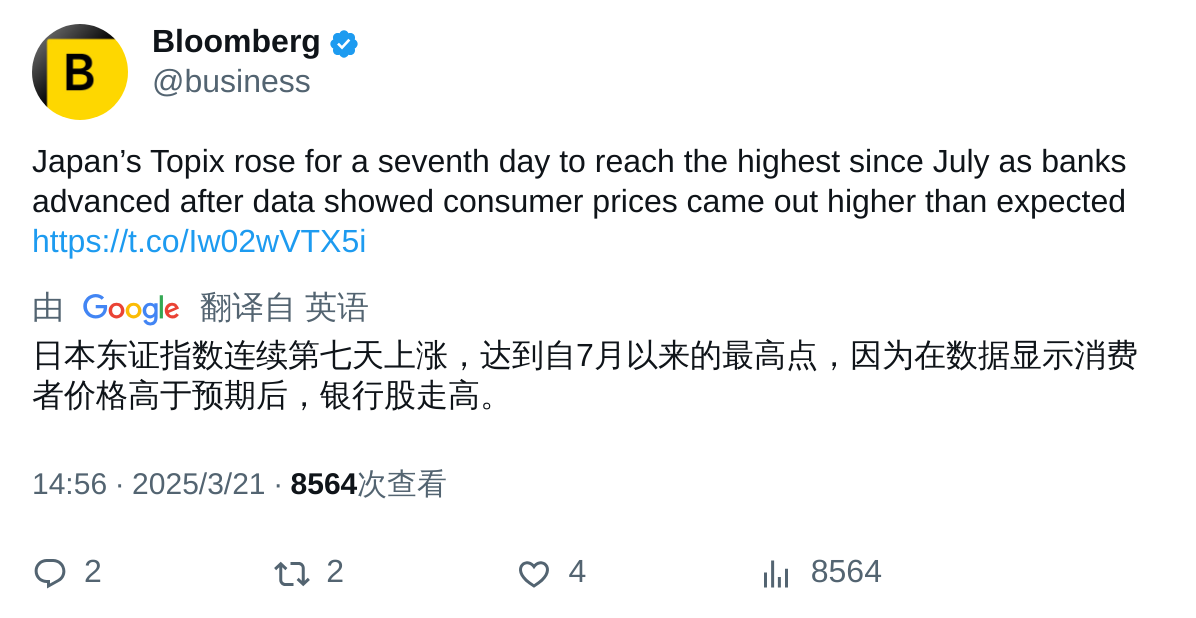 B
Bloomberg
@business
Japan’s Topix rose for a seventh day to reach the highest since July as banks
advanced after data showed consumer prices came out higher than expected
https://t.co/Iw02wVTX5i
由 Google 翻译自 英语
日本东证指数连续第七天上涨，达到自7月以来的最高点，因为在数据显示消费
者价格高于预期后，银行股走高。
14:56 · 2025/3/21 · 8564次查看
2 2 4 8564